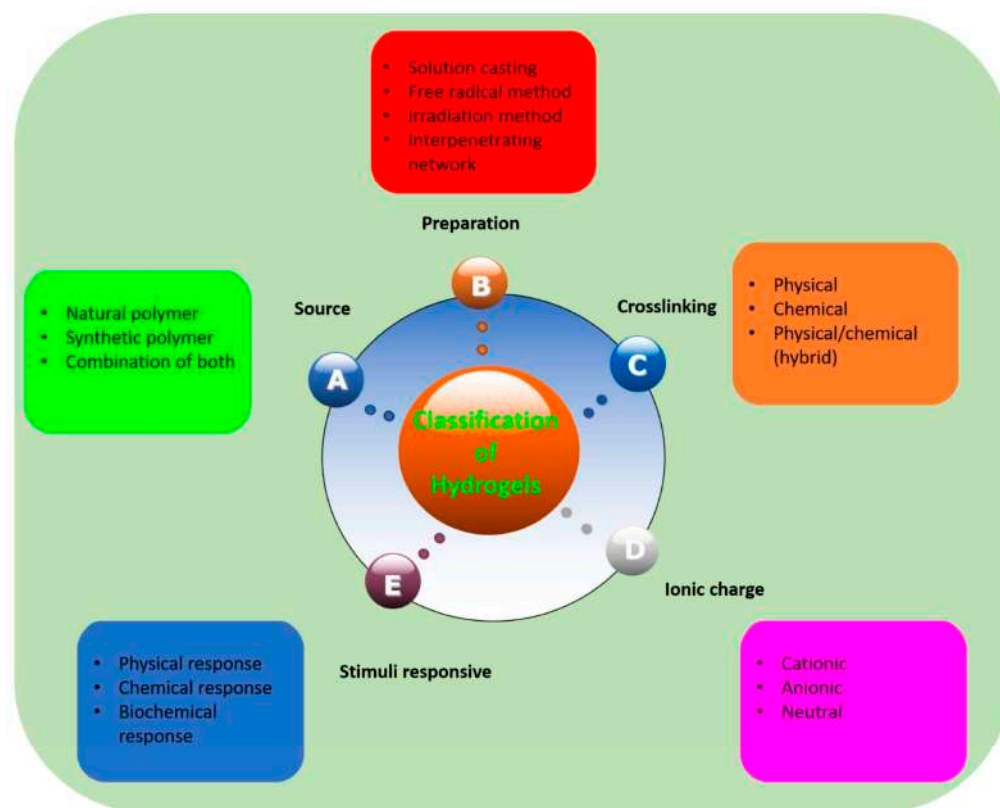 • Solution casting
• Free radical method
• Irradiation method
• Interpenetrating
network
Preparation
B
• Natural polymer
• Synthetic polymer
• Combination of both
Source
A
Crosslinking
C
• Physical
• Chemical
• Physical/chemical
(hybrid)
Classification
of
Hydrogels
D
Ionic charge
E
Stimuli responsive
• Physical response
• Chemical response
• Biochemical
response
• Cationic
• Anionic
• Neutral